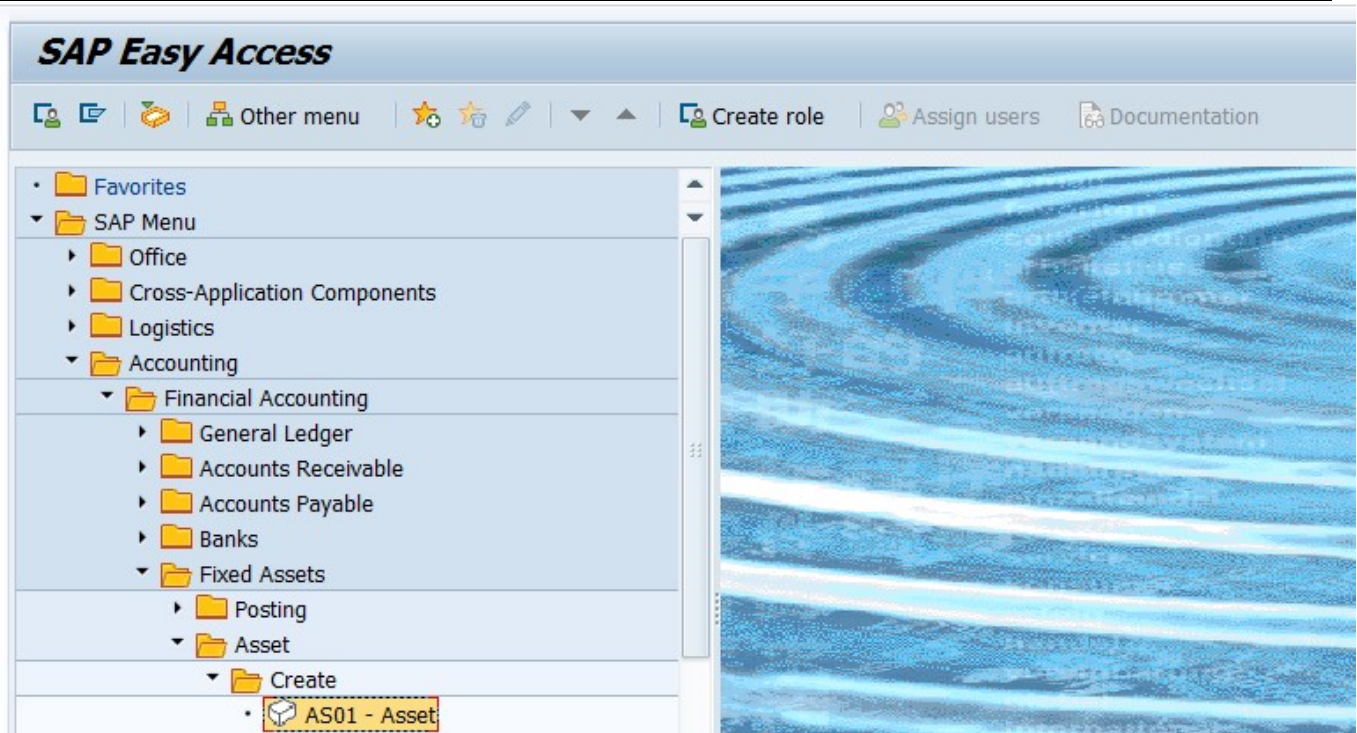 SAP Easy Access
Other menu Create role Assign users Documentation
Favorites
SAP Menu
Office
Cross-Application Components
Logistics
Accounting
Financial Accounting
General Ledger
Accounts Receivable
Accounts Payable
Banks
Fixed Assets
Posting
Asset
Create
AS01 - Asset